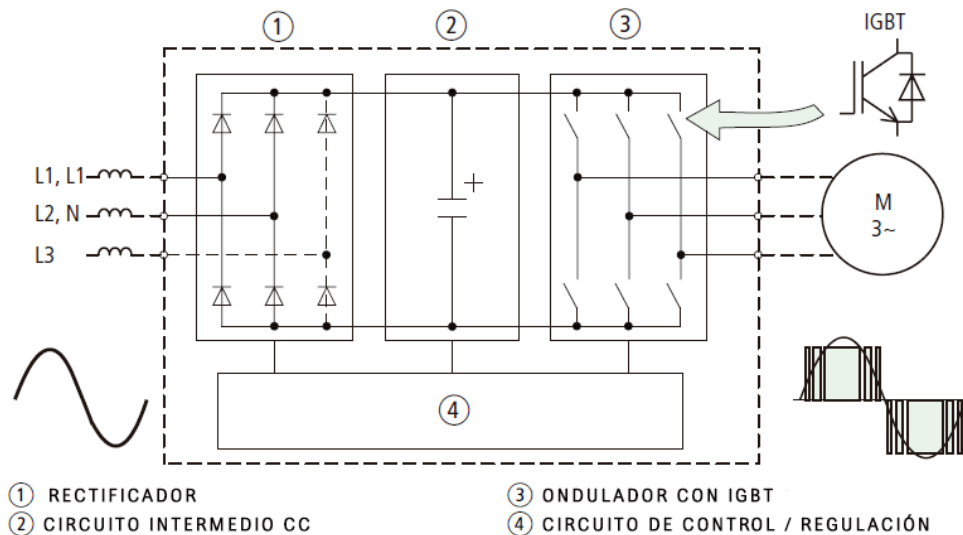 ① ② ③ IGBT
L1, L1
L2, N
L3
+
M
3~
④
① RECTIFICADOR
② CIRCUITO INTERMEDIO CC
③ ONDULADOR CON IGBT
④ CIRCUITO DE CONTROL / REGULACIÓN